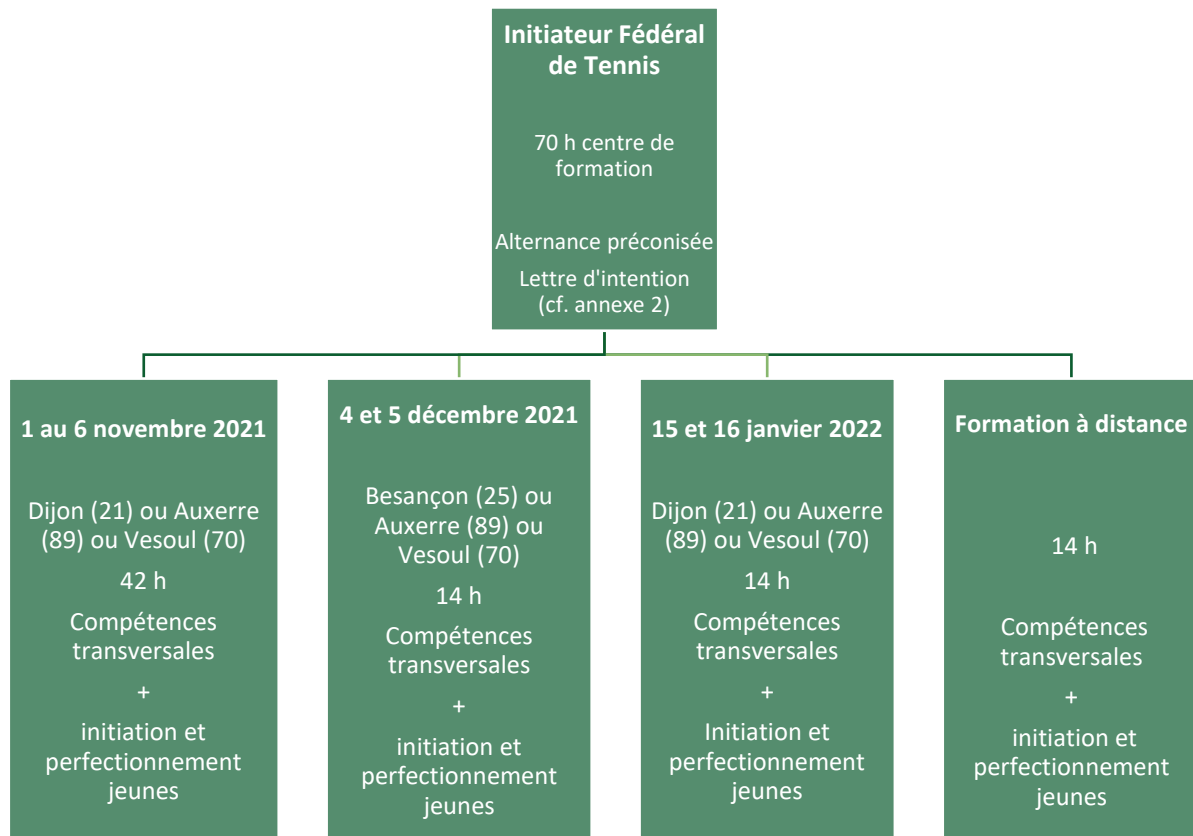 Initiateur Fédéral
de Tennis
70 h centre de
formation
Alternance préconisée
Lettre d'intention
(cf. annexe 2)
1 au 6 novembre 2021
Dijon (21) ou Auxerre
(89) ou Vesoul (70)
42 h
Compétences
transversales
+
initiation et
perfectionnement
jeunes
4 et 5 décembre 2021
Besançon (25) ou
Auxerre (89) ou
Vesoul (70)
14 h
Compétences
transversales
+
initiation et
perfectionnement
jeunes
15 et 16 janvier 2022
Dijon (21) ou Auxerre
(89) ou Vesoul (70)
14 h
Compétences
transversales
+
Initiation et
perfectionnement
jeunes
Formation à distance
14 h
Compétences
transversales
+
initiation et
perfectionnement
jeunes